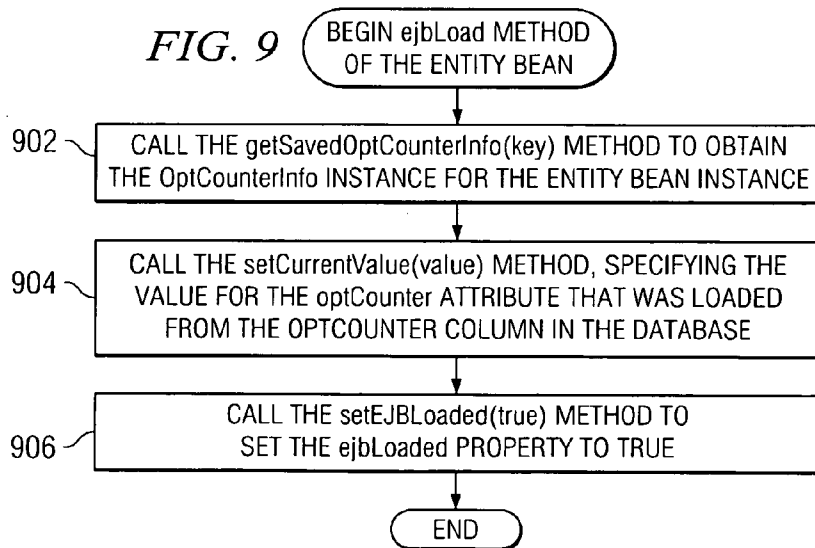 FIG. 9
BEGIN ejbLoad METHOD
OF THE ENTITY BEAN
902
CALL THE getSavedOptCounterInfo(key) METHOD TO OBTAIN
THE OptCounterInfo INSTANCE FOR THE ENTITY BEAN INSTANCE
904
CALL THE setCurrentValue(value) METHOD, SPECIFYING THE
VALUE FOR THE optCounter ATTRIBUTE THAT WAS LOADED
FROM THE OPTCOUNTER COLUMN IN THE DATABASE
906
CALL THE setEJBLoaded(true) METHOD TO
SET THE ejbLoaded PROPERTY TO TRUE
END